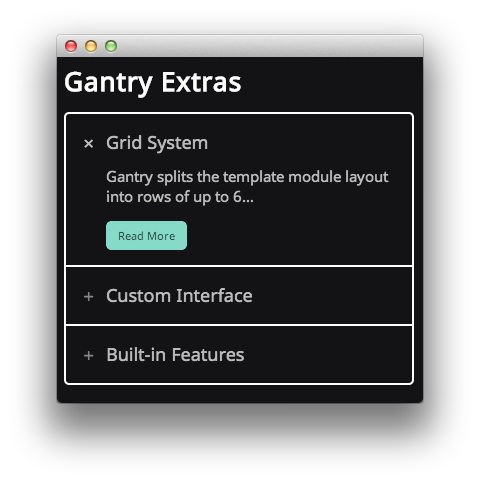 Gantry Extras
× Grid System
Gantry splits the template module layout
into rows of up to 6...
Read More
+ Custom Interface
+ Built-in Features